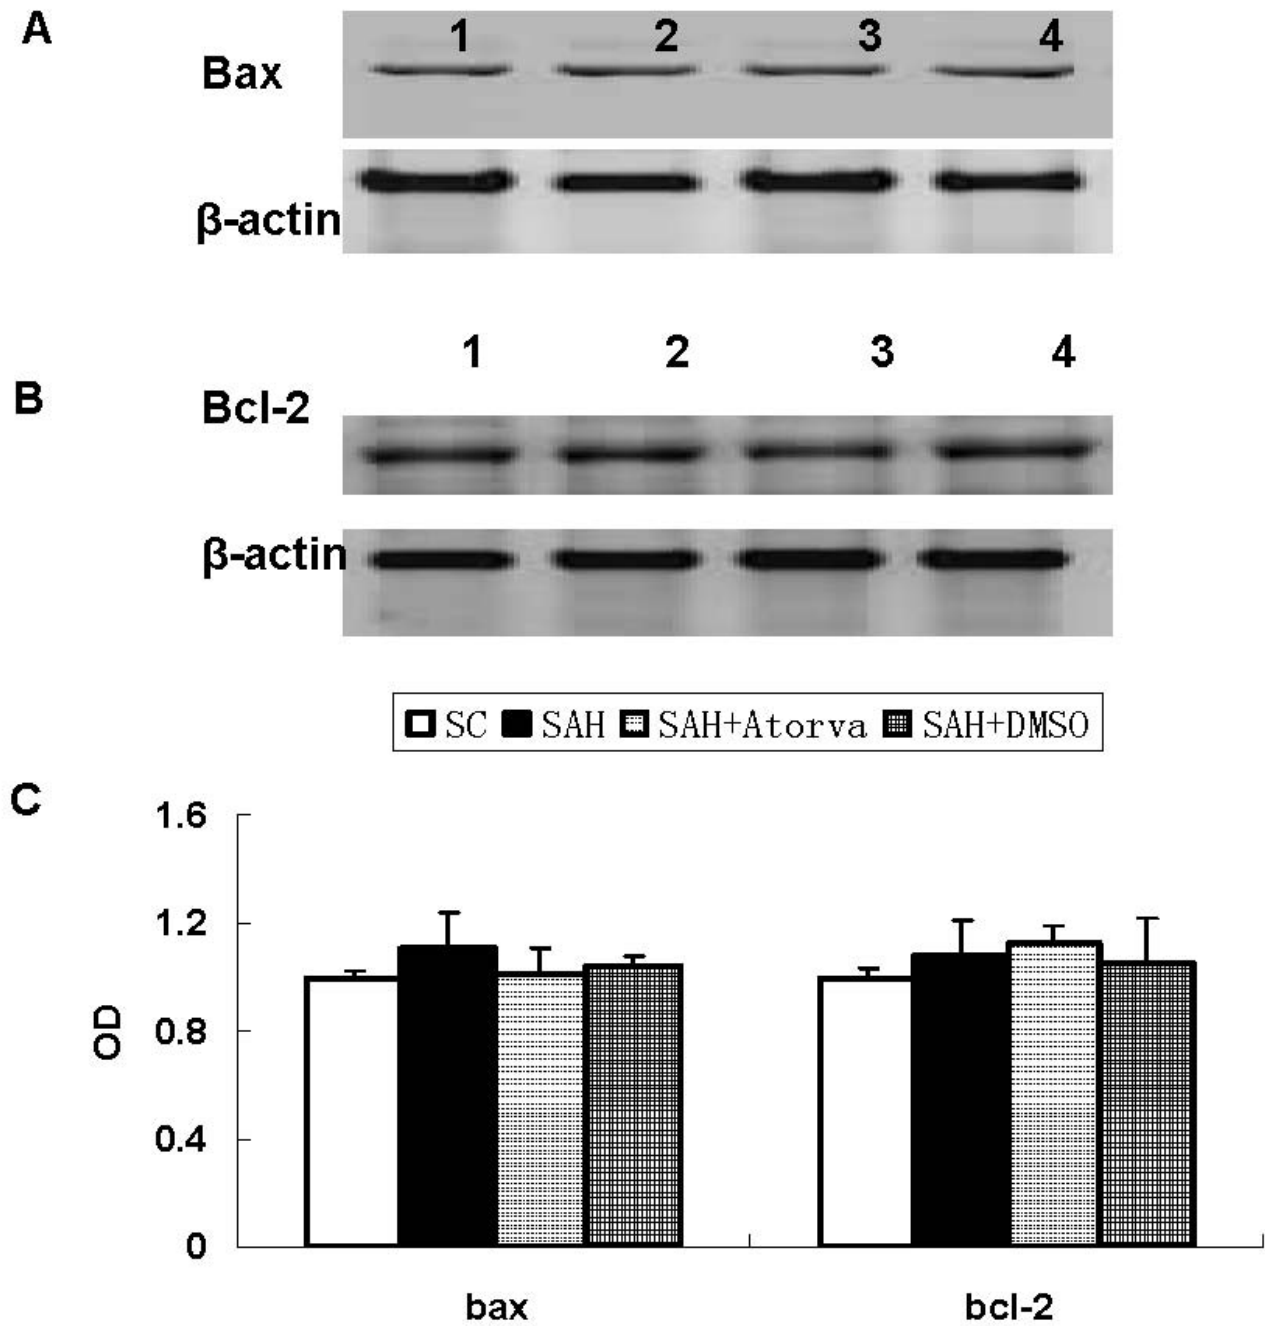 A
1 2 3 4
Bax
β-actin
1 2 3 4
B
Bcl-2
β-actin
SC SAH SAH+Atorva SAH+DMSO
C
1.6
1.2
OD
0.8
0.4
0
bax bcl-2